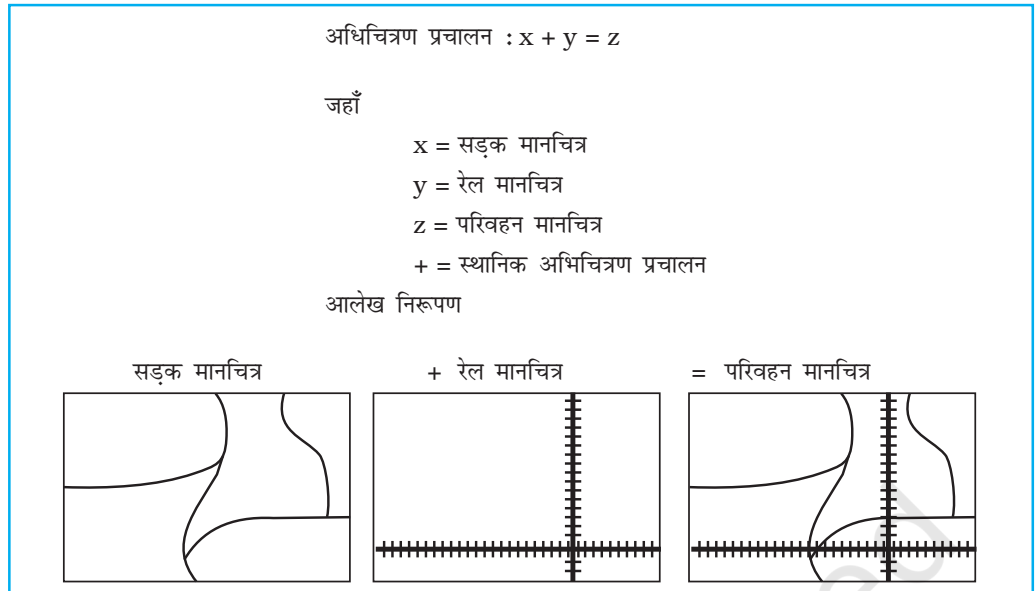 अधिचित्रण प्रचालन : x + y = z
जहाँ
x = सड़क मानचित्र
y = रेल मानचित्र
z = परिवहन मानचित्र
+ = स्थानिक अभिचित्रण प्रचालन
आलेख निरूपण
सड़क मानचित्र + रेल मानचित्र = परिवहन मानचित्र